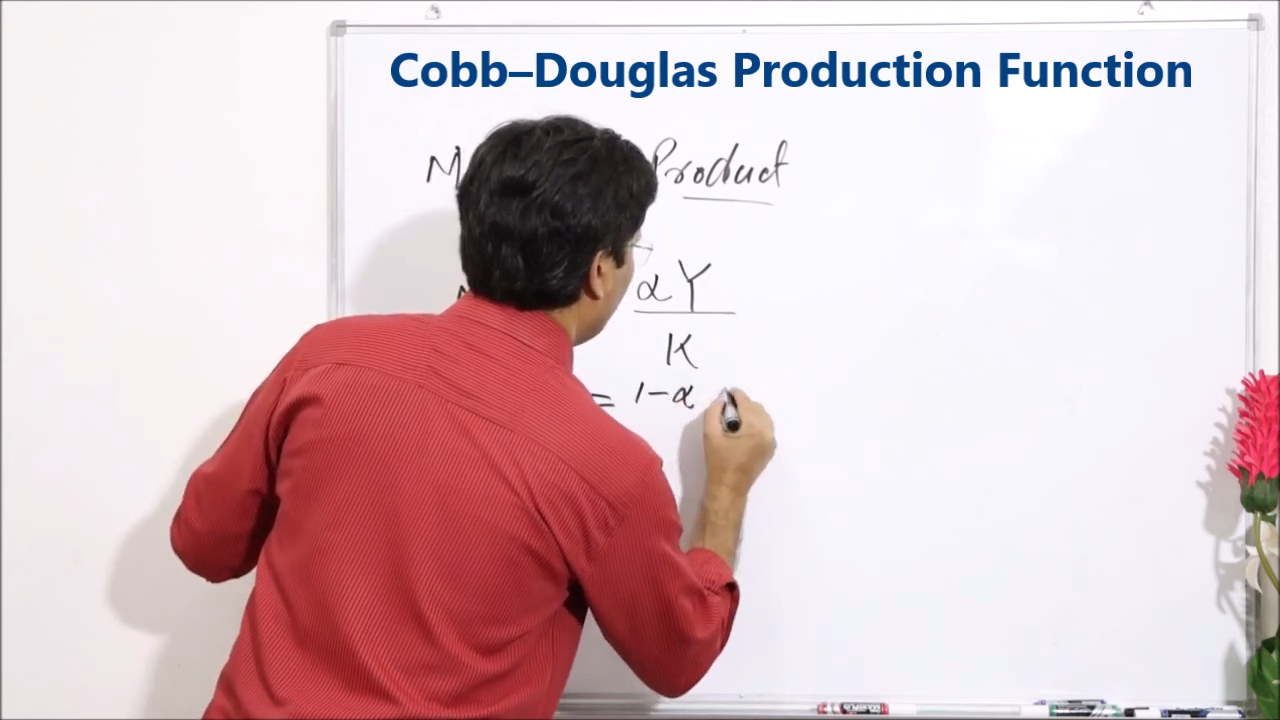 Cobb–Douglas Production Function
Product
αY
K
= 1-α